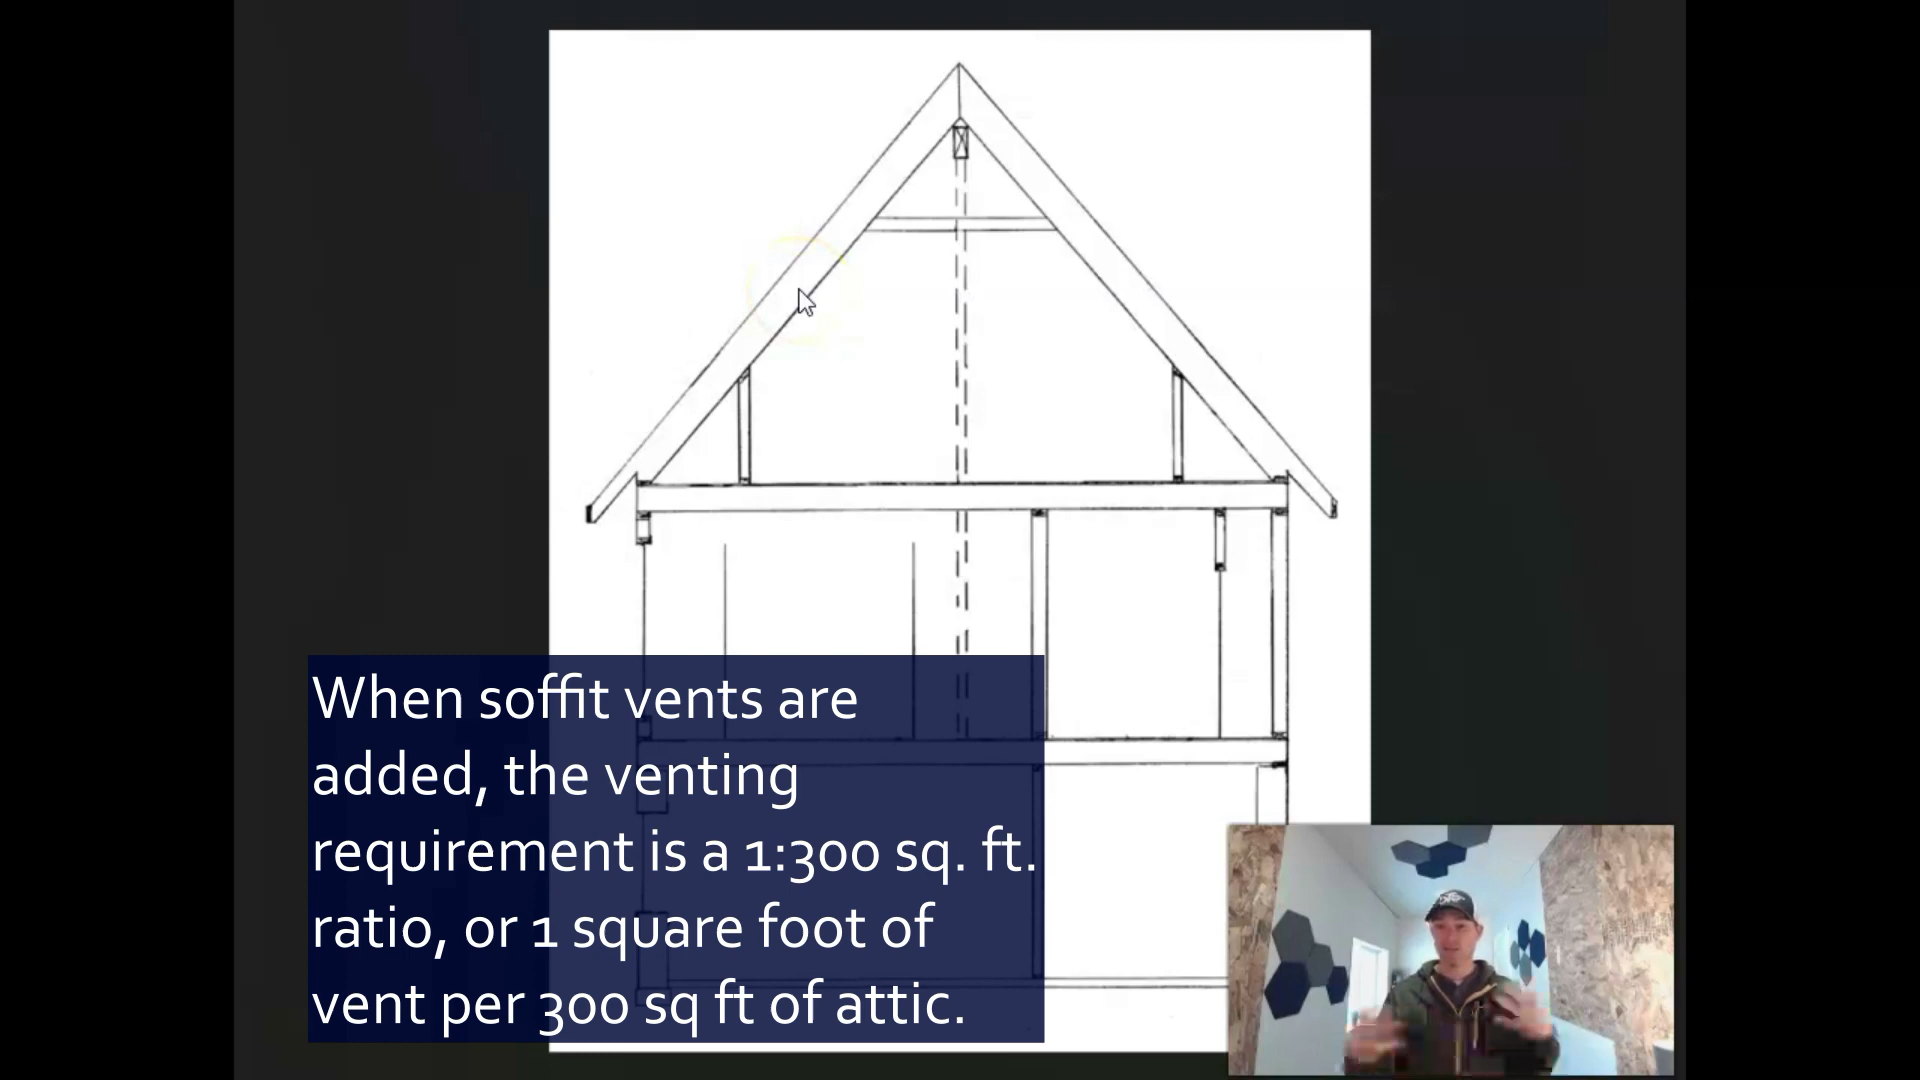 When soffit vents are
added, the venting
requirement is a 1:300 sq. ft.
ratio, or 1 square foot of
vent per 300 sq ft of attic.